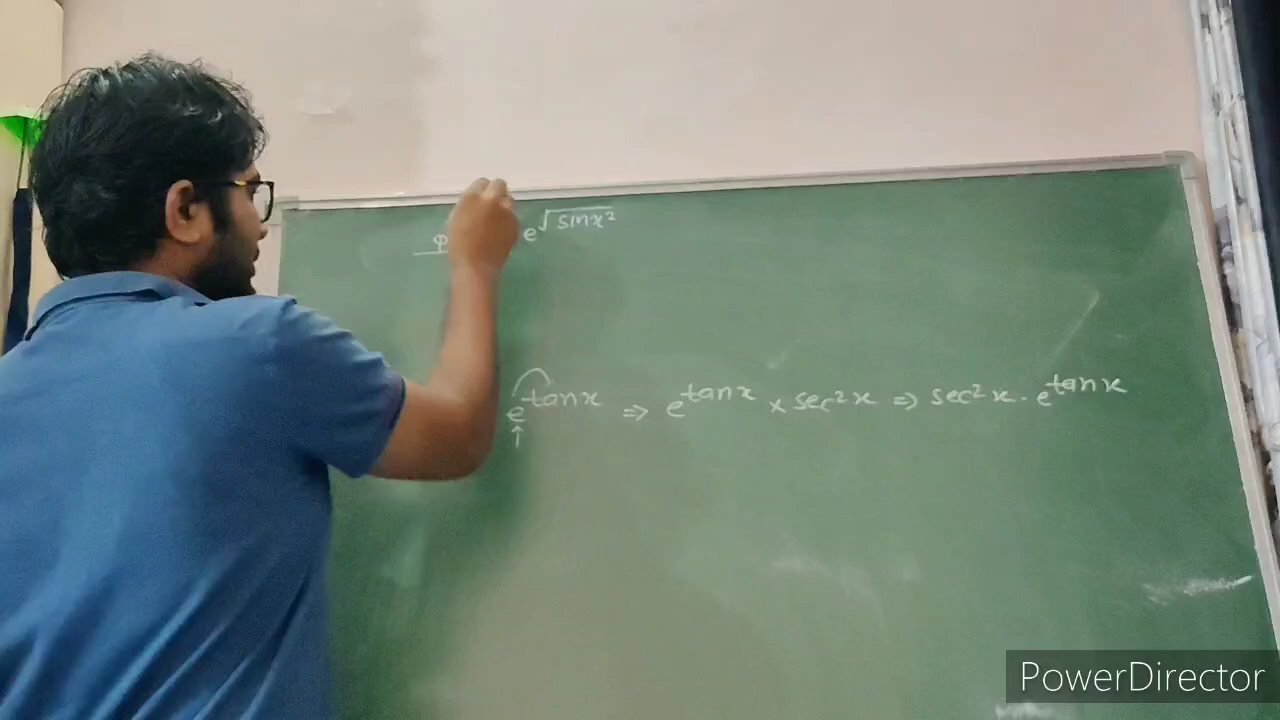 Q e^√(sinx²)
e^tanx ⇒ e^tanx × sec²x ⇒ sec²x · e^tanx
PowerDirector